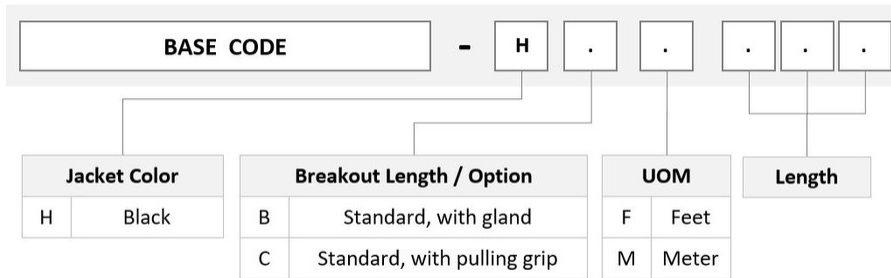 BASE CODE - H . . . . .
Jacket Color
H Black
Breakout Length / Option
B Standard, with gland
C Standard, with pulling grip
UOM
F Feet
M Meter
Length